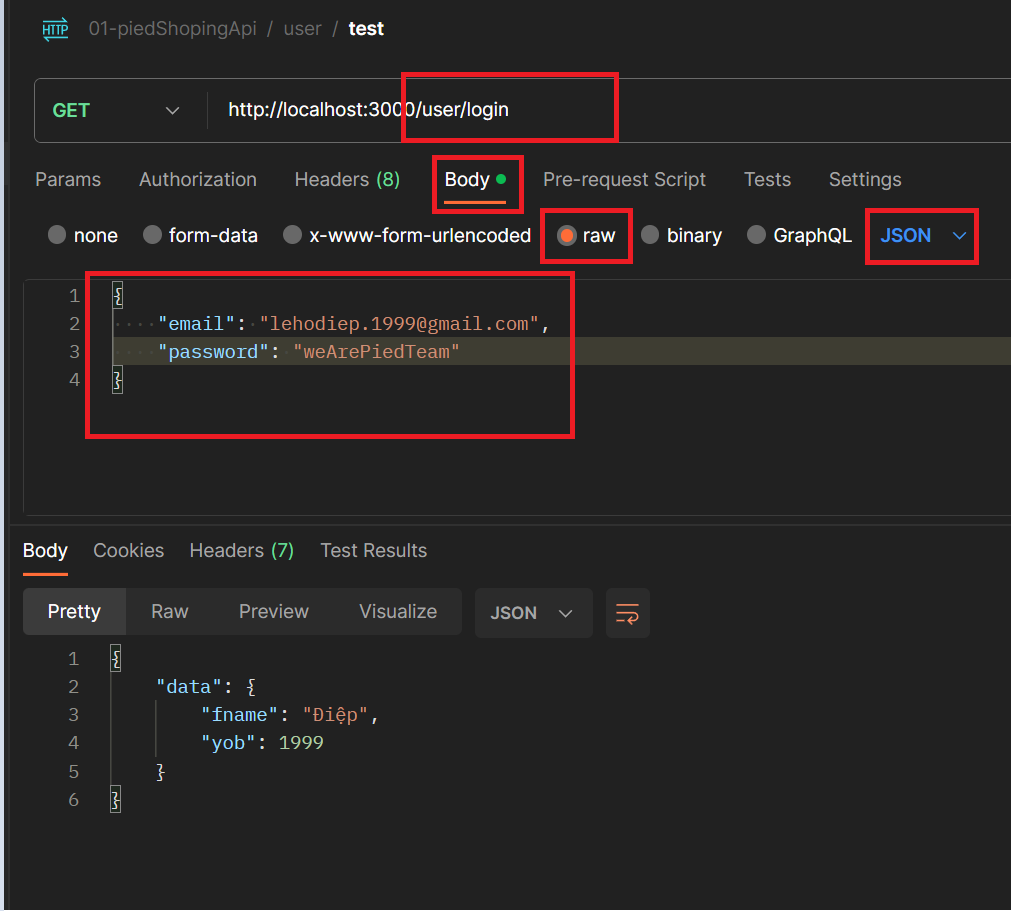 HTTP 01-piedShopingApi / user / test
GET http://localhost:3000/user/login
Params Authorization Headers (8) Body Pre-request Script Tests Settings
none form-data x-www-form-urlencoded raw binary GraphQL JSON
1 {
2 ····"email":·"lehodiep.1999@gmail.com",
3 ····"password":·"weArePiedTeam"
4 }
Body Cookies Headers (7) Test Results
Pretty Raw Preview Visualize JSON
1 {
2 "data": {
3 "fname": "Điệp",
4 "yob": 1999
5 }
6 }